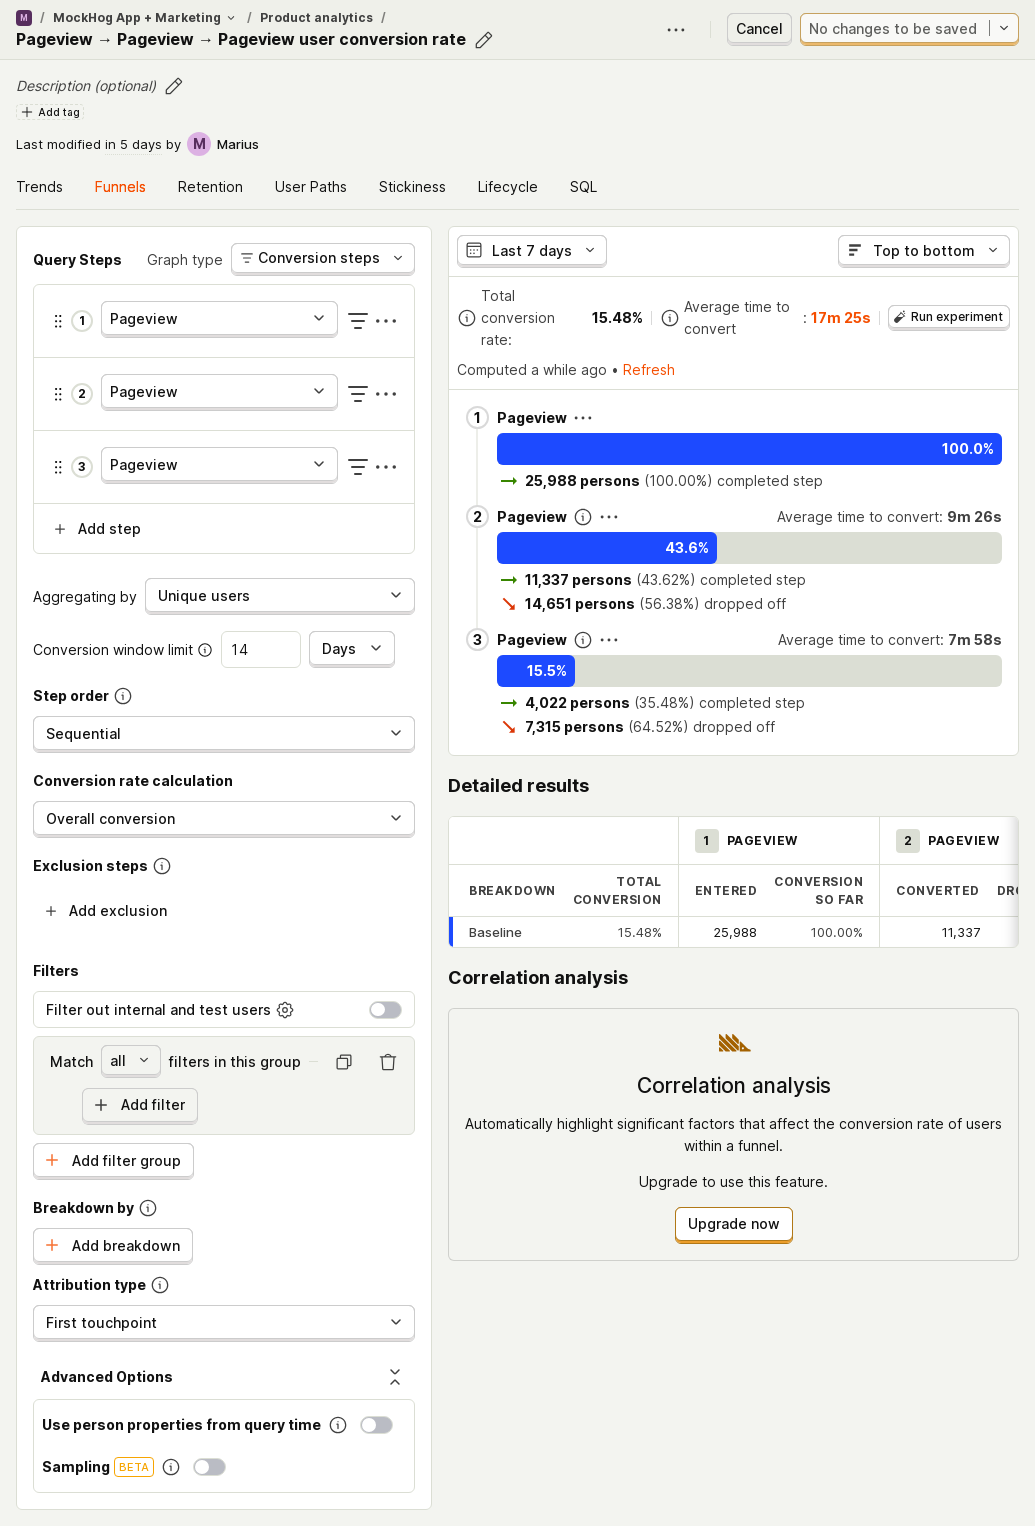 M / MockHog App + Marketing / Product analytics /
Pageview → Pageview → Pageview user conversion rate
Cancel
No changes to be saved
Description (optional)
+ Add tag
Last modified in 5 days by M Marius
Trends Funnels Retention User Paths Stickiness Lifecycle SQL
Query Steps Graph type Conversion steps
1 Pageview
2 Pageview
3 Pageview
+ Add step
Aggregating by Unique users
Conversion window limit 14 Days
Step order
Sequential
Conversion rate calculation
Overall conversion
Exclusion steps
+ Add exclusion
Filters
Filter out internal and test users
Match all filters in this group
+ Add filter
+ Add filter group
Breakdown by
+ Add breakdown
Attribution type
First touchpoint
Advanced Options
Use person properties from query time
Sampling BETA
Last 7 days Top to bottom
Total conversion rate: 15.48%
Average time to convert : 17m 25s
Run experiment
Computed a while ago • Refresh
1 Pageview
100.0%
→ 25,988 persons (100.00%) completed step
2 Pageview Average time to convert: 9m 26s
43.6%
→ 11,337 persons (43.62%) completed step
↘ 14,651 persons (56.38%) dropped off
3 Pageview Average time to convert: 7m 58s
15.5%
→ 4,022 persons (35.48%) completed step
↘ 7,315 persons (64.52%) dropped off
Detailed results
1 PAGEVIEW 2 PAGEVIEW
BREAKDOWN TOTAL CONVERSION ENTERED CONVERSION SO FAR CONVERTED
Baseline 15.48% 25,988 100.00% 11,337
Correlation analysis
Correlation analysis
Automatically highlight significant factors that affect the conversion rate of users
within a funnel.
Upgrade to use this feature.
Upgrade now